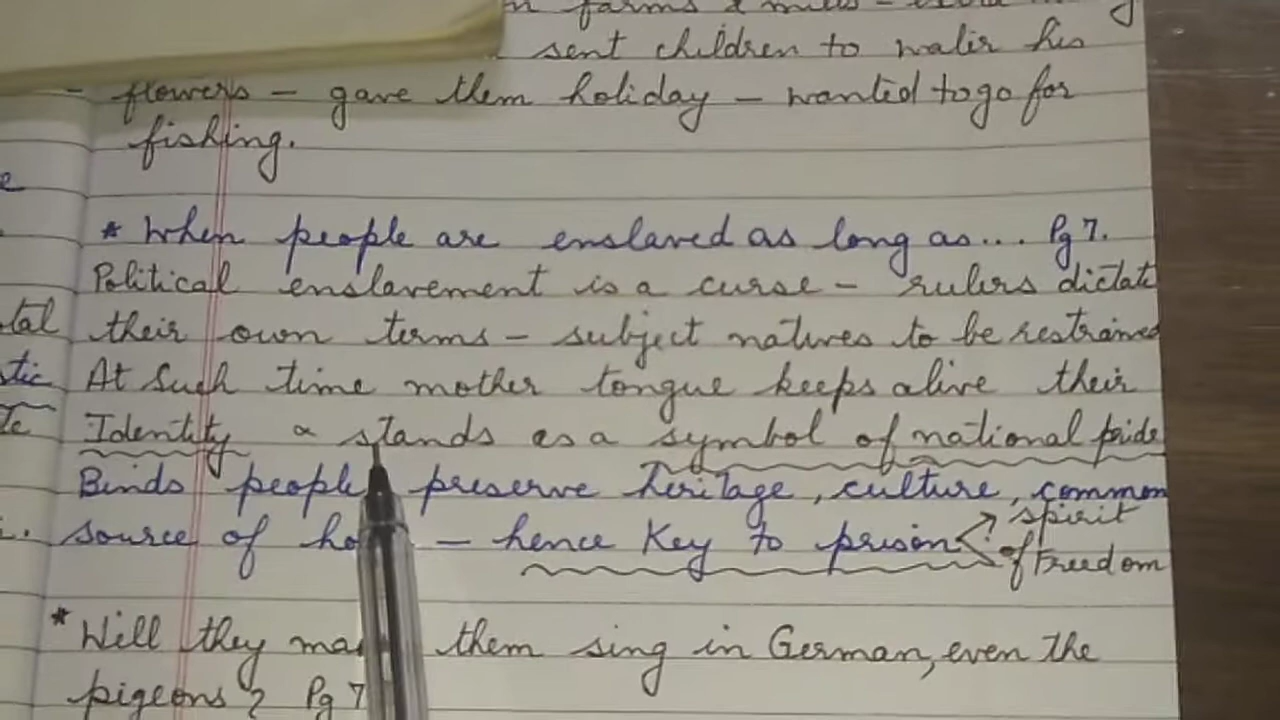 farms & mills - 
sent children to water his
- flowers - gave them holiday - wanted to go for
fishing.
* When people are enslaved as long as... Pg 7.
Political enslavement is a curse - rulers dictate
their own terms - subject natives to be restrained
At Such time mother tongue keeps alive their
Identity & stands as a symbol of national pride
Binds people preserve heritage, culture, common
source of - hence Key to prison spirit
of Freedom
* Will they them sing in German, even the
pigeons? Pg 7